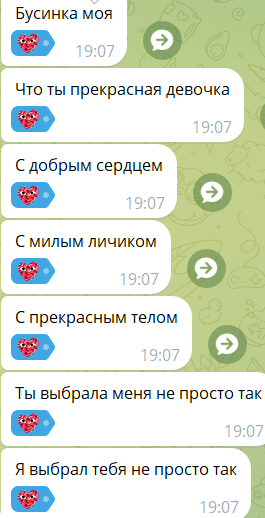 Бусинка моя
19:07
Что ты прекрасная девочка
19:07
С добрым сердцем
19:07
С милым личиком
19:07
С прекрасным телом
19:07
Ты выбрала меня не просто так
19:07
Я выбрал тебя не просто так
19:07